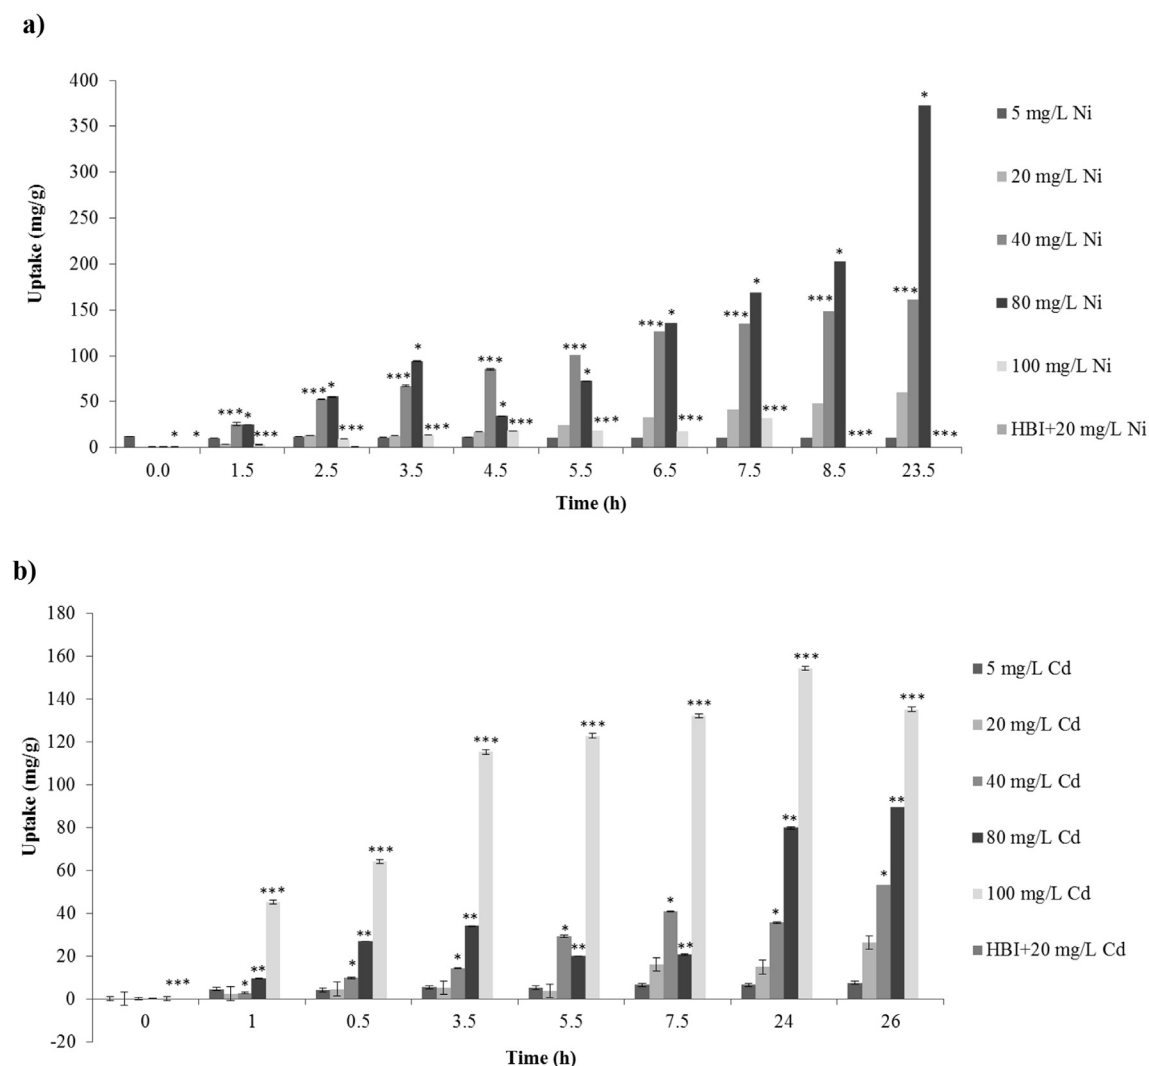 a)
400
350
300
250
200
150
100
50
0
Uptake (mg/g)
* *
*** * ***
*** * ***
*** * ***
*** * ***
*** * ***
*** * ***
*** * ***
*** * ***
*** * ***
0.0 1.5 2.5 3.5 4.5 5.5 6.5 7.5 8.5 23.5
Time (h)
5 mg/L Ni
20 mg/L Ni
40 mg/L Ni
80 mg/L Ni
100 mg/L Ni
HBI+20 mg/L Ni
b)
180
160
140
120
100
80
60
40
20
0
-20
Uptake (mg/g)
***
* ** ***
* ** ***
* ** ***
* ** ***
* ** ***
* ** ***
* ** ***
0 1 0.5 3.5 5.5 7.5 24 26
Time (h)
5 mg/L Cd
20 mg/L Cd
40 mg/L Cd
80 mg/L Cd
100 mg/L Cd
HBI+20 mg/L Cd